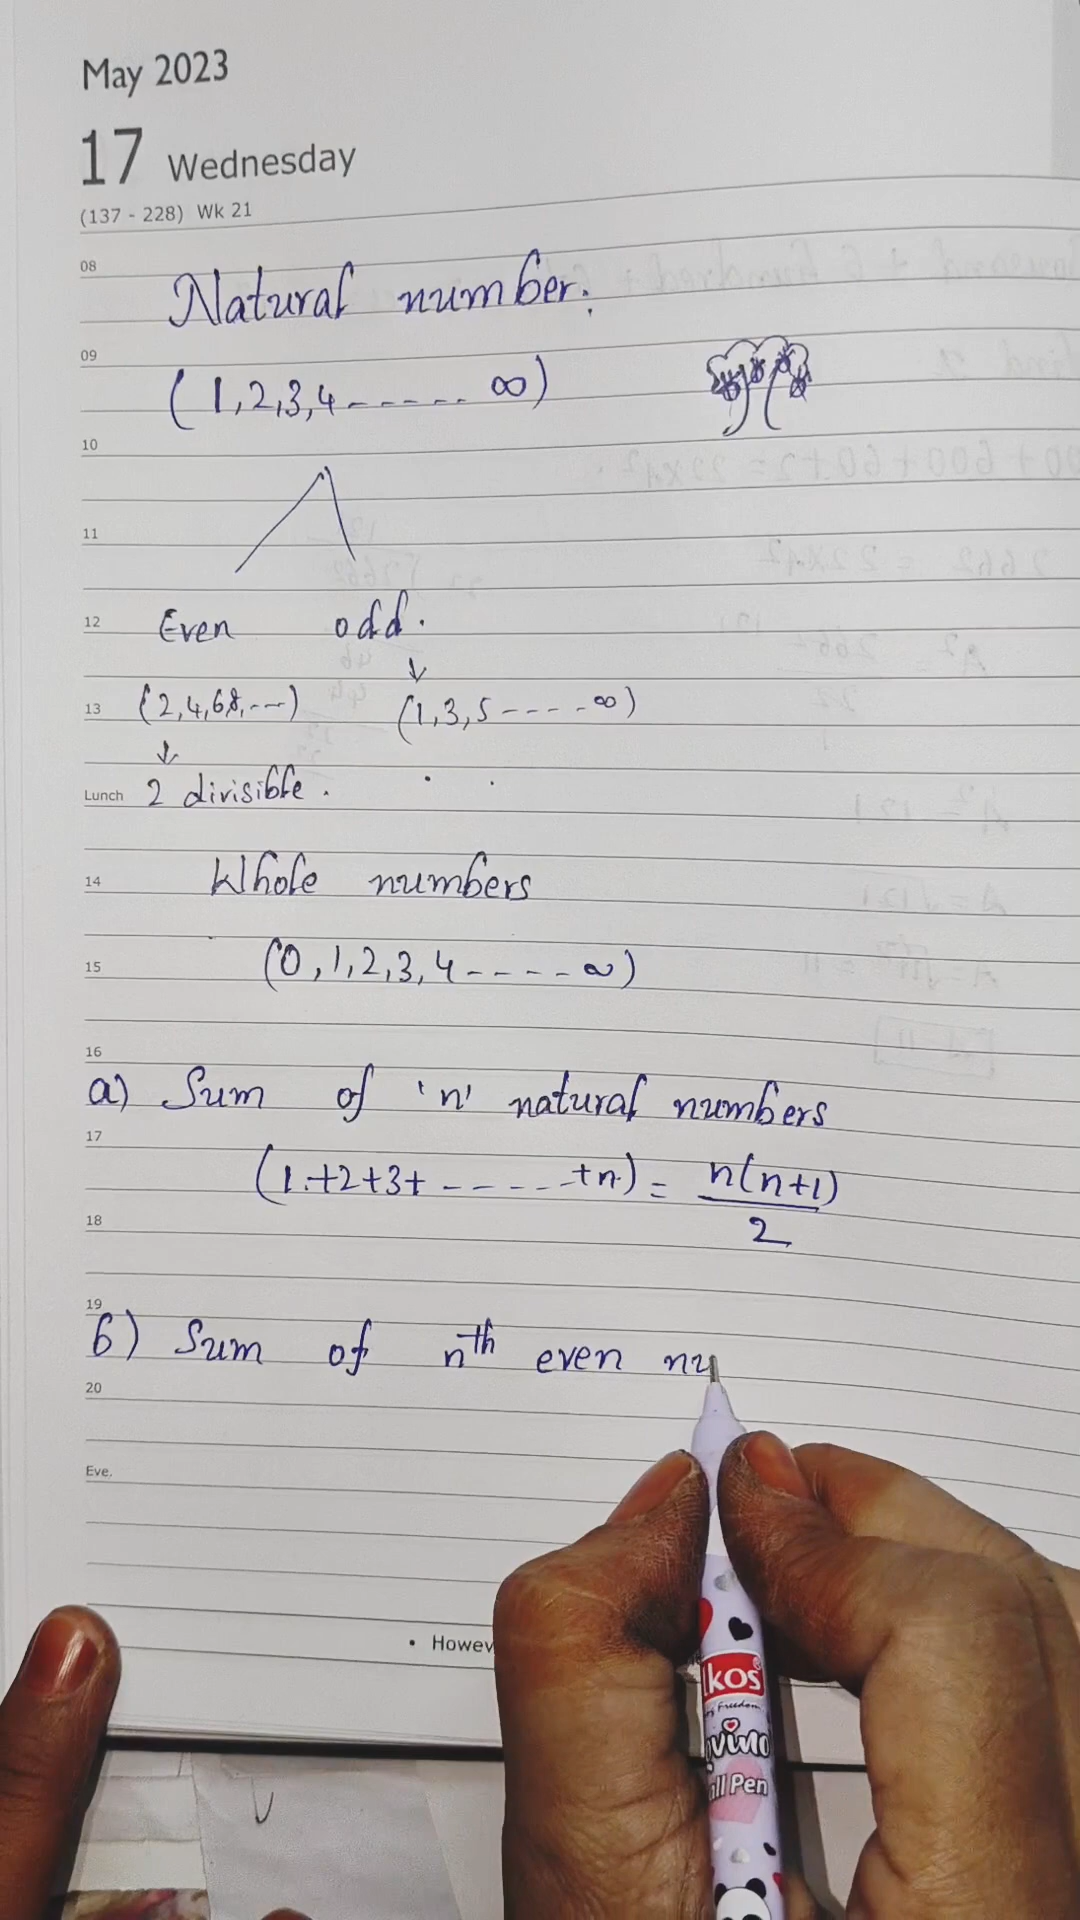 May 2023
17 Wednesday
(137 - 228) Wk 21
08
Natural number:
09
(1,2,3,4------ ∞)
10
11
12
Even odd.
↓
13
(2,4,6,8,---) (1,3,5-----∞)
↓
Lunch 2 divisible.
14
Whole numbers
15
(0,1,2,3,4-----∞)
16
a) Sum of 'n' natural numbers
17
(1+2+3+-----+n) = n(n+1)
2
18
19
b) Sum of nth even nu
20
Eve.
• Howev
lkos
vino
all Pen